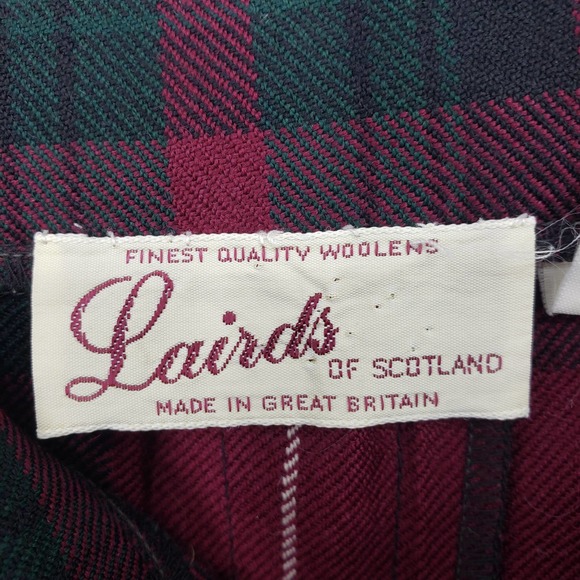 FINEST QUALITY WOOLENS
Lairds
OF SCOTLAND
MADE IN GREAT BRITAIN